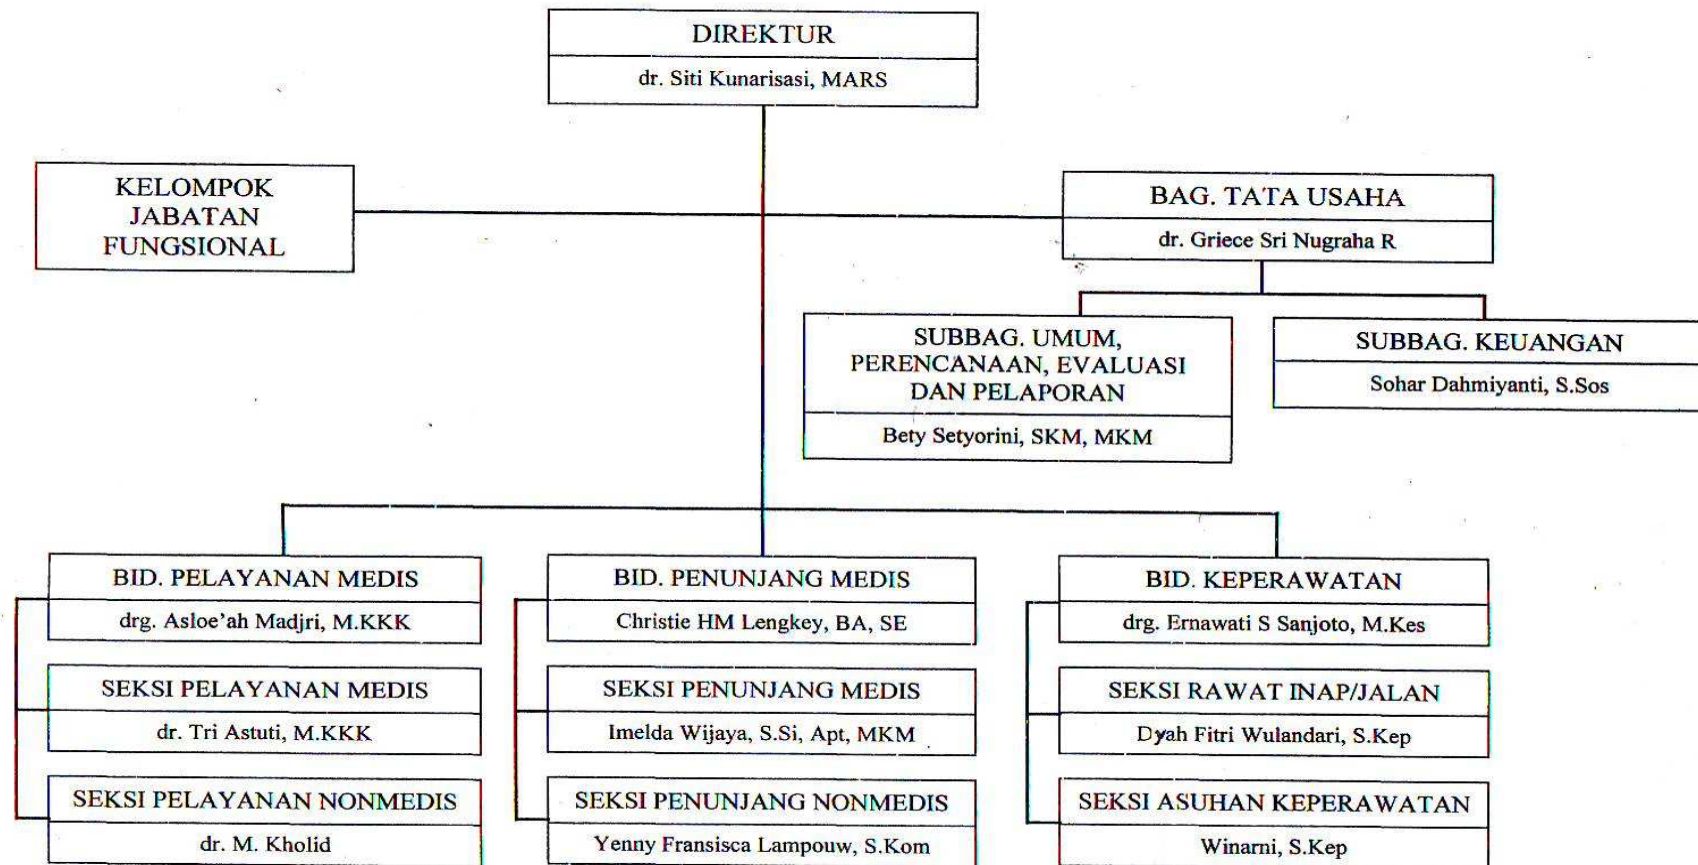 DIREKTUR
dr. Siti Kunarisasi, MARS
KELOMPOK
JABATAN
FUNGSIONAL
BAG. TATA USAHA
dr. Griece Sri Nugraha R
SUBBAG. UMUM,
PERENCANAAN, EVALUASI
DAN PELAPORAN
Bety Setyorini, SKM, MKM
SUBBAG. KEUANGAN
Sohar Dahmiyanti, S.Sos
BID. PELAYANAN MEDIS
drg. Asloe'ah Madjri, M.KKK
SEKSI PELAYANAN MEDIS
dr. Tri Astuti, M.KKK
SEKSI PELAYANAN NONMEDIS
dr. M. Kholid
BID. PENUNJANG MEDIS
Christie HM Lengkey, BA, SE
SEKSI PENUNJANG MEDIS
Imelda Wijaya, S.Si, Apt, MKM
SEKSI PENUNJANG NONMEDIS
Yenny Fransisca Lampouw, S.Kom
BID. KEPERAWATAN
drg. Ernawati S Sanjoto, M.Kes
SEKSI RAWAT INAP/JALAN
Dyah Fitri Wulandari, S.Kep
SEKSI ASUHAN KEPERAWATAN
Winarni, S.Kep